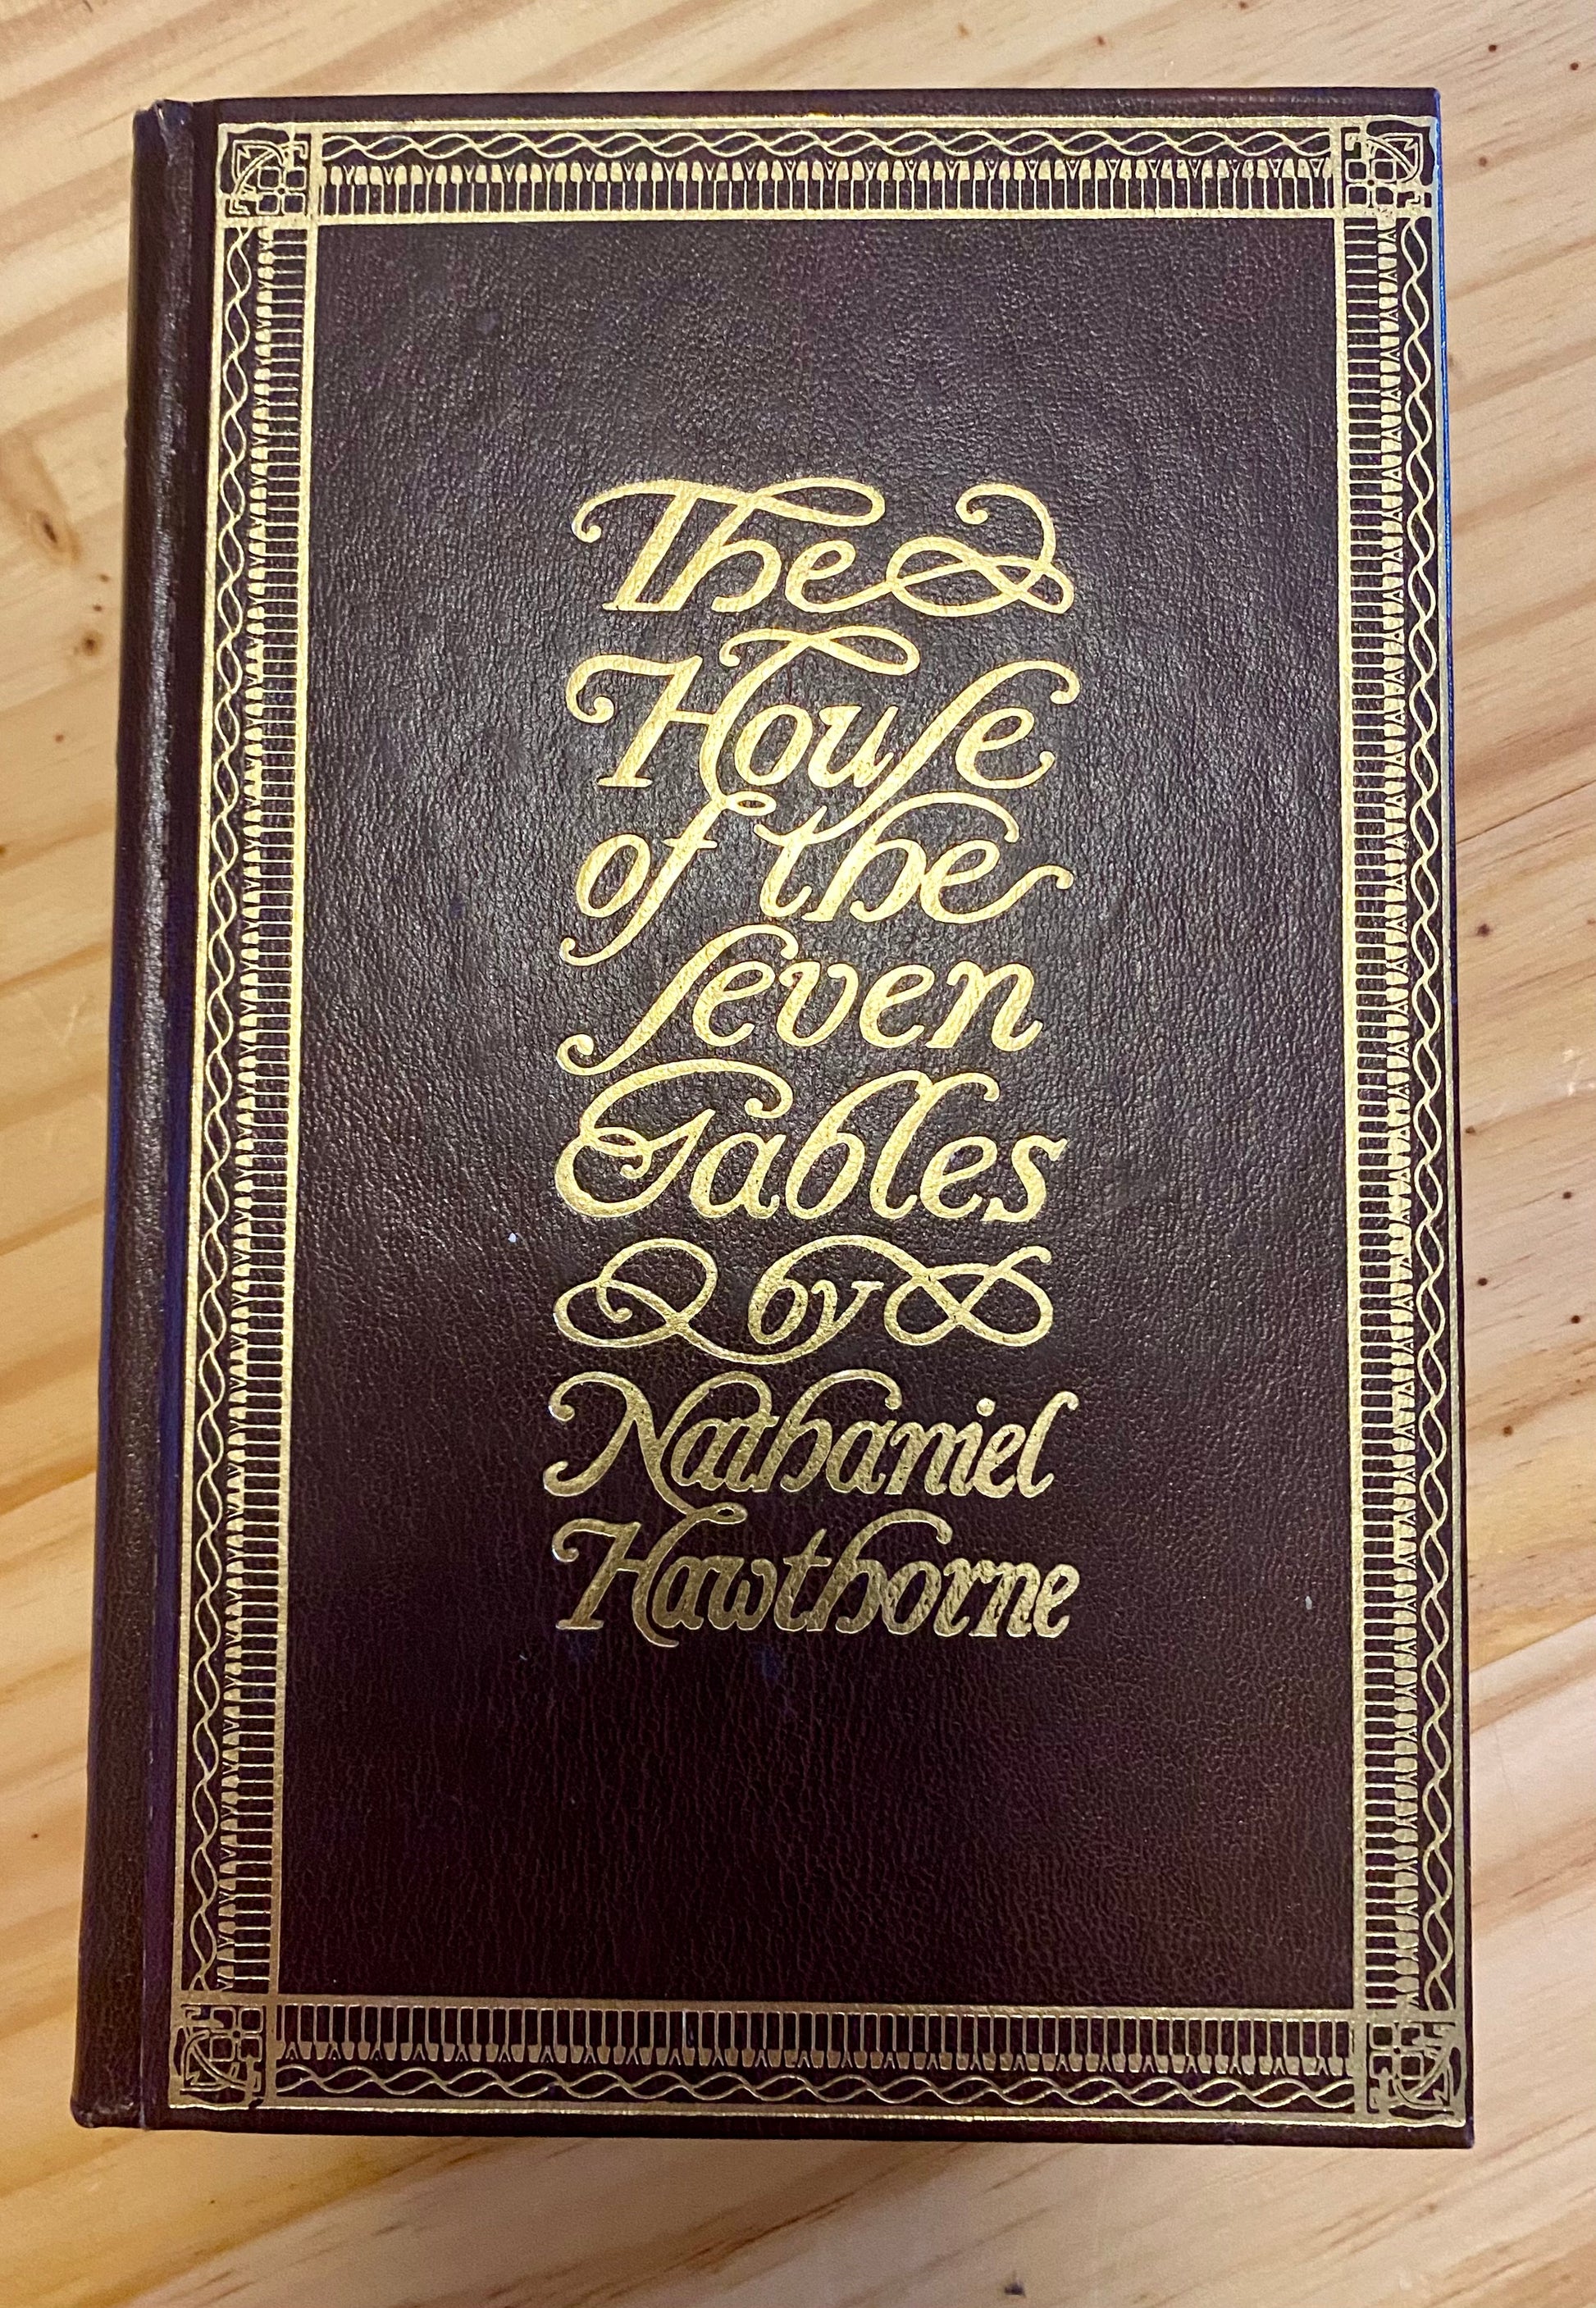 The
Houſe
of the
ſeven
Gables
by
Nathaniel
Hawthorne